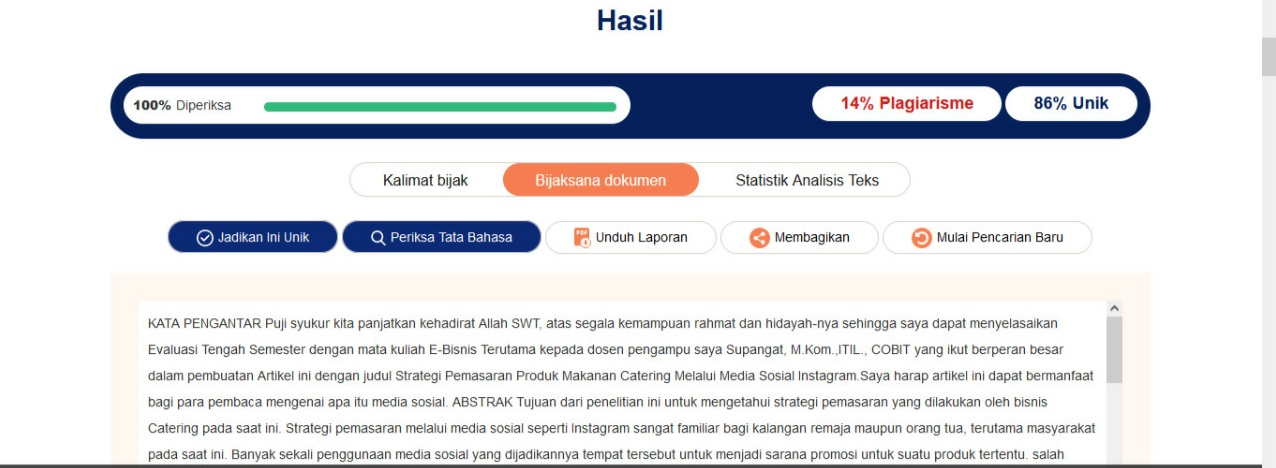 Hasil
100% Diperiksa
14% Plagiarisme
86% Unik
Kalimat bijak
Bijaksana dokumen
Statistik Analisis Teks
Jadikan Ini Unik
Periksa Tata Bahasa
Unduh Laporan
Membagikan
Mulai Pencarian Baru
KATA PENGANTAR Puji syukur kita panjatkan kehadirat Allah SWT, atas segala kemampuan rahmat dan hidayah-nya sehingga saya dapat menyelasaikan
Evaluasi Tengah Semester dengan mata kuliah E-Bisnis Terutama kepada dosen pengampu saya Supangat, M.Kom.,ITIL., COBIT yang ikut berperan besar
dalam pembuatan Artikel ini dengan judul Strategi Pemasaran Produk Makanan Catering Melalui Media Sosial Instagram.Saya harap artikel ini dapat bermanfaat
bagi para pembaca mengenai apa itu media sosial. ABSTRAK Tujuan dari penelitian ini untuk mengetahui strategi pemasaran yang dilakukan oleh bisnis
Catering pada saat ini. Strategi pemasaran melalui media sosial seperti Instagram sangat familiar bagi kalangan remaja maupun orang tua, terutama masyarakat
pada saat ini. Banyak sekali penggunaan media sosial yang dijadikannya tempat tersebut untuk menjadi sarana promosi untuk suatu produk tertentu. salah